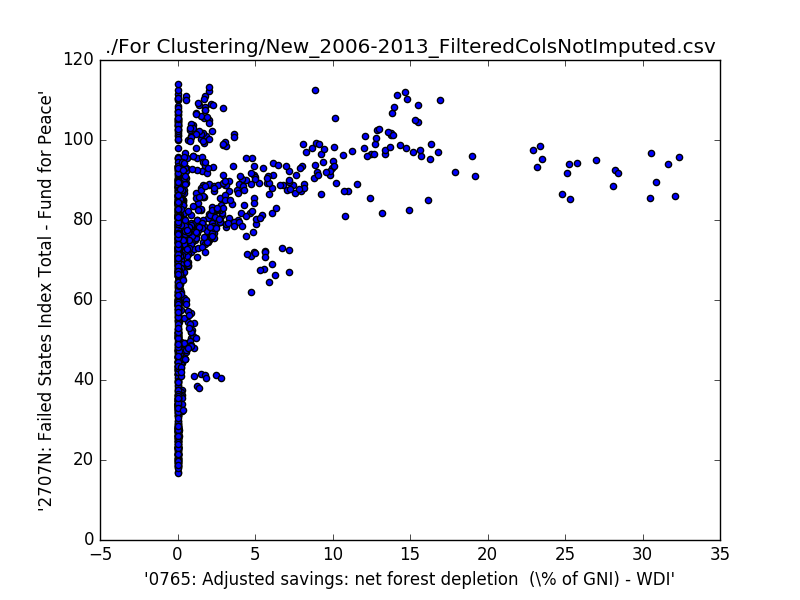 ./For Clustering/New_2006-2013_FilteredColsNotImputed.csv
120
100
80
60
40
20
0
'2707N: Failed States Index Total - Fund for Peace'
−5 0 5 10 15 20 25 30 35
'0765: Adjusted savings: net forest depletion (\% of GNI) - WDI'